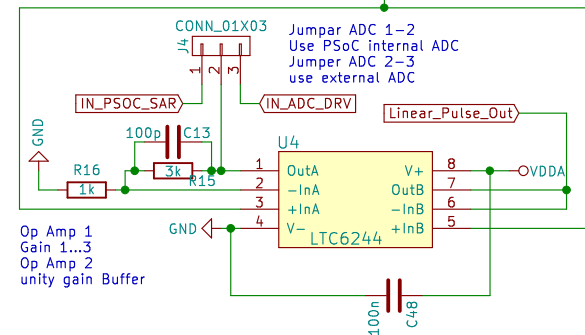 CONN_01X03
J4
1
2
3
Jumpar ADC 1-2
Use PSoC internal ADC
Jumper ADC 2-3
use external ADC
IN_PSOC_SAR
IN_ADC_DRV
Linear_Pulse_Out
GND
100p
C13
R16
1k
3k
R15
U4
1
OutA
2
-InA
3
+InA
4
V-
8
V+
7
OutB
6
-InB
5
+InB
LTC6244
VDDA
GND
Op Amp 1
Gain 1...3
Op Amp 2
unity gain Buffer
100n
C48